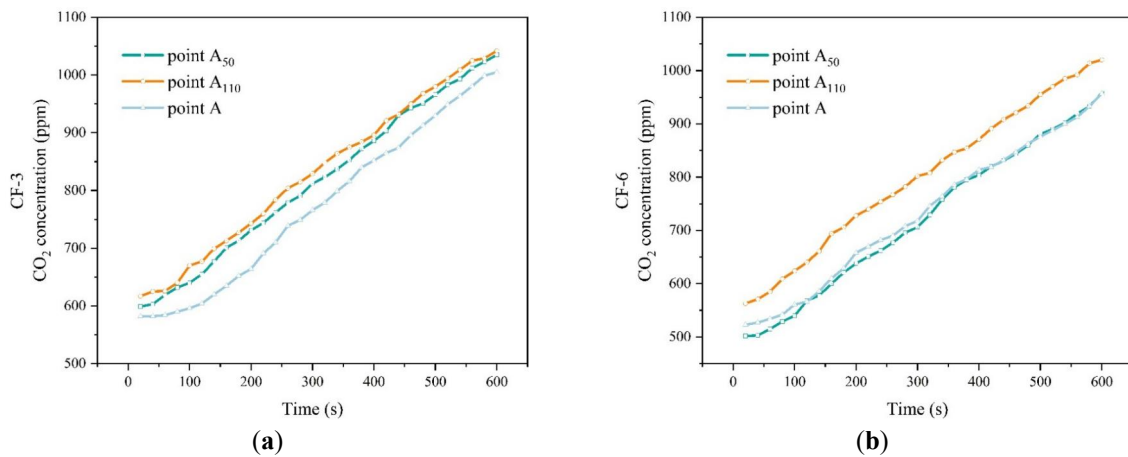 1100
1000
900
800
700
600
500
CF-3
CO₂ concentration (ppm)
point A₅₀
point A₁₁₀
point A
0 100 200 300 400 500 600
Time (s)
(a)
1100
1000
900
800
700
600
500
CF-6
CO₂ concentration (ppm)
point A₅₀
point A₁₁₀
point A
0 100 200 300 400 500 600
Time (s)
(b)